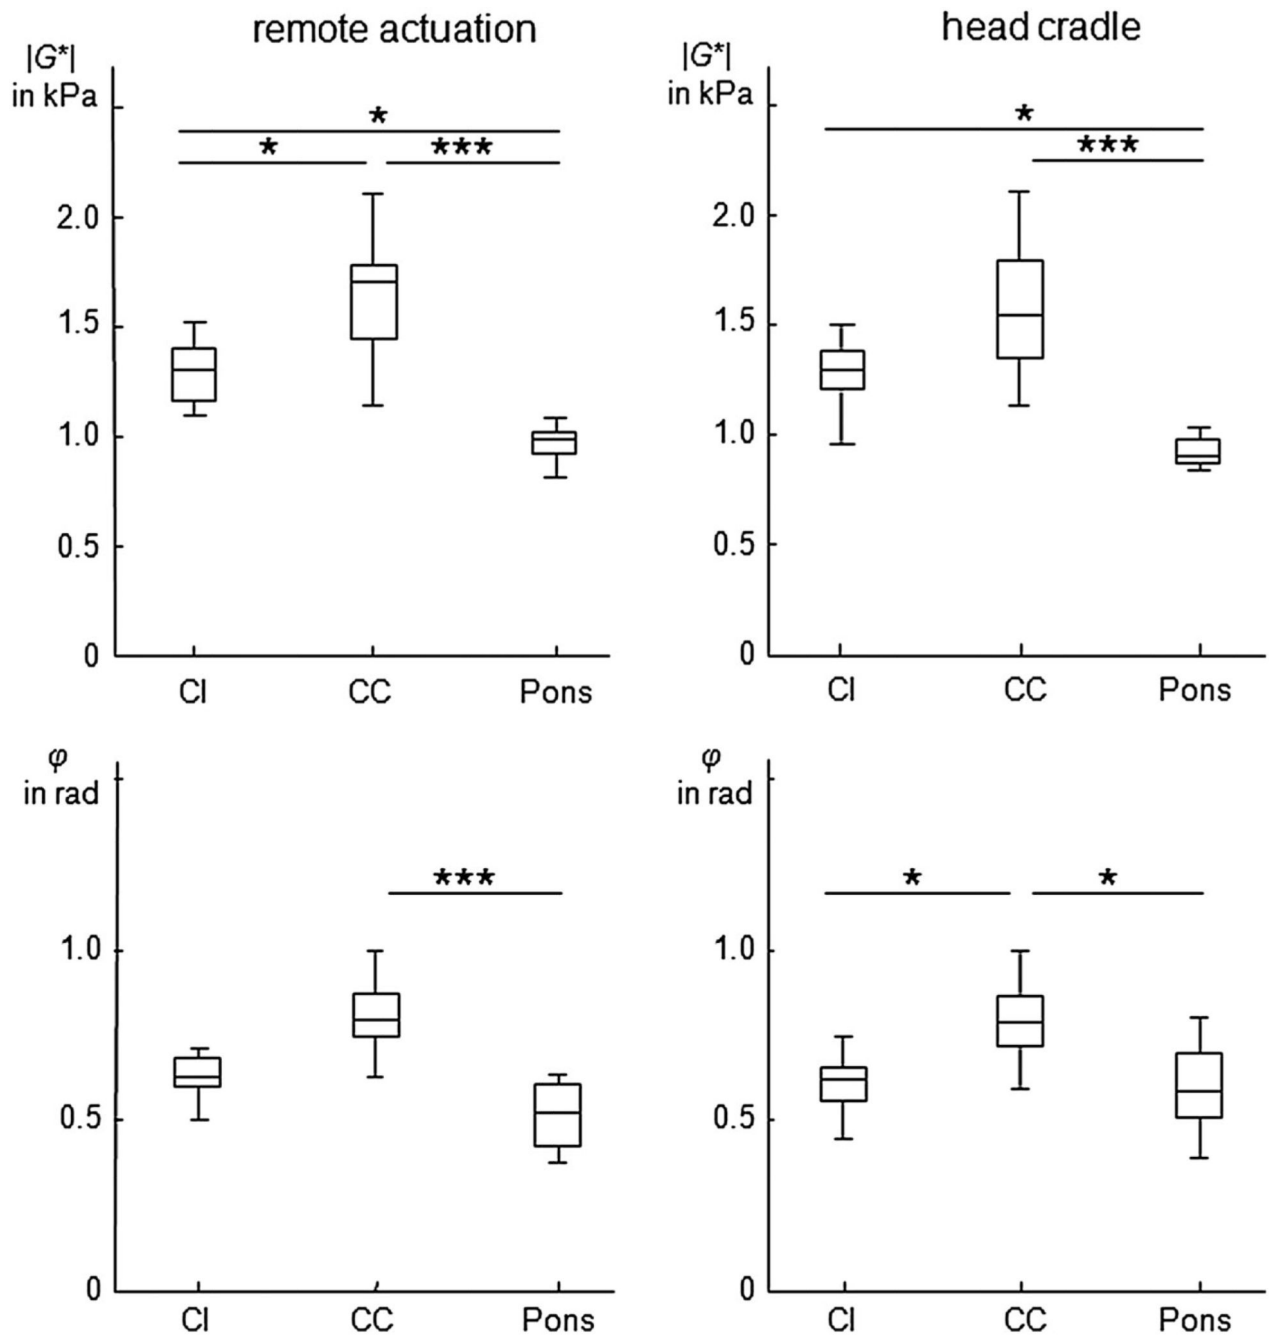 remote actuation
|G*|
in kPa
*
* ***
2.0
1.5
1.0
0.5
0
CI CC Pons
head cradle
|G*|
in kPa
*
***
2.0
1.5
1.0
0.5
0
CI CC Pons
φ
in rad
***
1.0
0.5
0
CI CC Pons
φ
in rad
* *
1.0
0.5
0
CI CC Pons